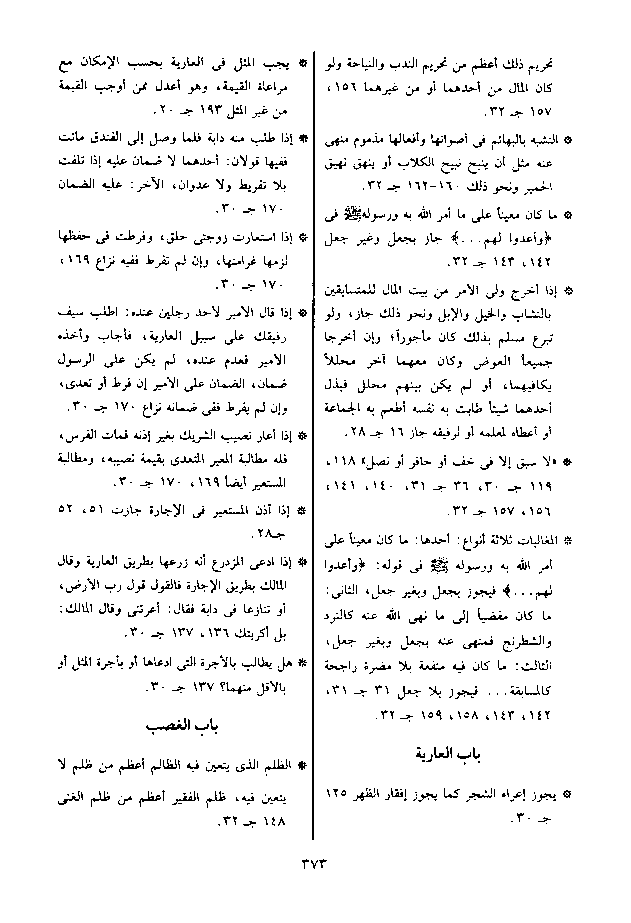 تحريم ذلك أعظم من تحريم الندب والنياحة ولو
كان المال من أحدهما أو من غيرهما ١٥٦،
١٥٧ جـ ٣٢.
* التشبه بالبهائم فى أصواتها وأفعالها مذموم منهى
عنه مثل أن ينبح نبيح الكلاب أو ينهق نهيق
الحمير ونحو ذلك ١٦٠-١٦٢ جـ ٣٢.
* ما كان معيناً على ما أمر الله به ورسوله ﷺ فى
﴿وأعدوا لهم...﴾ جاز بجعل وغير جعل
١٤٢، ١٤٣ جـ ٣٢.
* إذا أخرج ولى الأمر من بيت المال للمتسابقين
بالنشاب والخيل والإبل ونحو ذلك جاز، ولو
تبرع مسلم بذلك كان مأجوراً؛ وإن أخرجا
جميعاً العوض وكان معهما آخر محللاً
يكافيهما، أو لم يكن بينهم محلل فبذل
أحدهما شيئاً طابت به نفسه أطعم به الجماعة
أو أعطاه لمعلمه أو لرفيقه جاز ١٦ جـ ٢٨.
* «لا سبق إلا فى خف أو حافر أو نصل» ١١٨،
١١٩ جـ ٣٠، ٣٦ جـ ٣١، ١٤٠، ١٤١،
١٥٦، ١٥٧ جـ ٣٢.
* المغالبات ثلاثة أنواع: أحدها: ما كان معيناً على
أمر الله به ورسوله ﷺ فى قوله: ﴿وأعدوا
لهم...﴾ فيجوز بجعل وبغير جعل، الثانى:
ما كان مفضياً إلى ما نهى الله عنه كالنرد
والشطرنج فمنهى عنه بجعل وبغير جعل،
الثالث: ما كان فيه منفعة بلا مضرة راجحة
كالمسابقة... فيجوز بلا جعل ٣١ جـ ٣١،
١٤٢، ١٤٣، ١٥٨، ١٥٩ جـ ٣٢.
باب العارية
* يجوز إعراء الشجر كما يجوز إفقار الظهر ١٢٥
جـ ٣٠.
* يجب المثل فى العارية بحسب الإمكان مع
مراعاة القيمة، وهو أعدل ممن أوجب القيمة
من غير المثل ١٩٣ جـ ٢٠.
* إذا طلب منه دابة فلما وصل إلى الفندق ماتت
ففيها قولان: أحدهما لا ضمان عليه إذا تلفت
بلا تفريط ولا عدوان، الآخر: عليه الضمان
١٧٠ جـ ٣٠.
* إذا استعارت زوجتى حلق، وفرطت فى حفظها
لزمها غرامتها، وإن لم تفرط ففيه نزاع ١٦٩،
١٧٠ جـ ٣٠.
* إذا قال الأمير لأحد رجلين عنده: اطلب سيف
رفيقك على سبيل العارية، فأجاب وأخذه
الأمير فعدم عنده، لم يكن على الرسول
ضمان، الضمان على الأمير إن فرط أو تعدى،
وإن لم يفرط ففى ضمانه نزاع ١٧٠ جـ ٣٠.
* إذا أعار نصيب الشريك بغير إذنه فمات الفرس،
فله مطالبة المعير المتعدى بقيمة نصيبه، ومطالبة
المستعير أيضاً ١٦٩، ١٧٠ جـ ٣٠.
* إذا أذن المستعير فى الإجارة جازت ٥١، ٥٢
جـ٢٨.
* إذا ادعى المزدرع أنه زرعها بطريق العارية وقال
المالك بطريق الإجارة فالقول قول رب الأرض،
أو تنازعا فى دابة فقال: أعرتنى وقال المالك:
بل أكريتك ١٣٦، ١٣٧ جـ ٣٠.
* هل يطالب بالأجرة التى ادعاها أو بأجرة المثل أو
بالأقل منهما؟ ١٣٧ جـ ٣٠.
باب الغصب
* الظلم الذى يتعين فيه الظالم أعظم من ظلم لا
يتعين فيه، ظلم الفقير أعظم من ظلم الغنى
١٤٨ جـ ٣٢.
٣٧٣